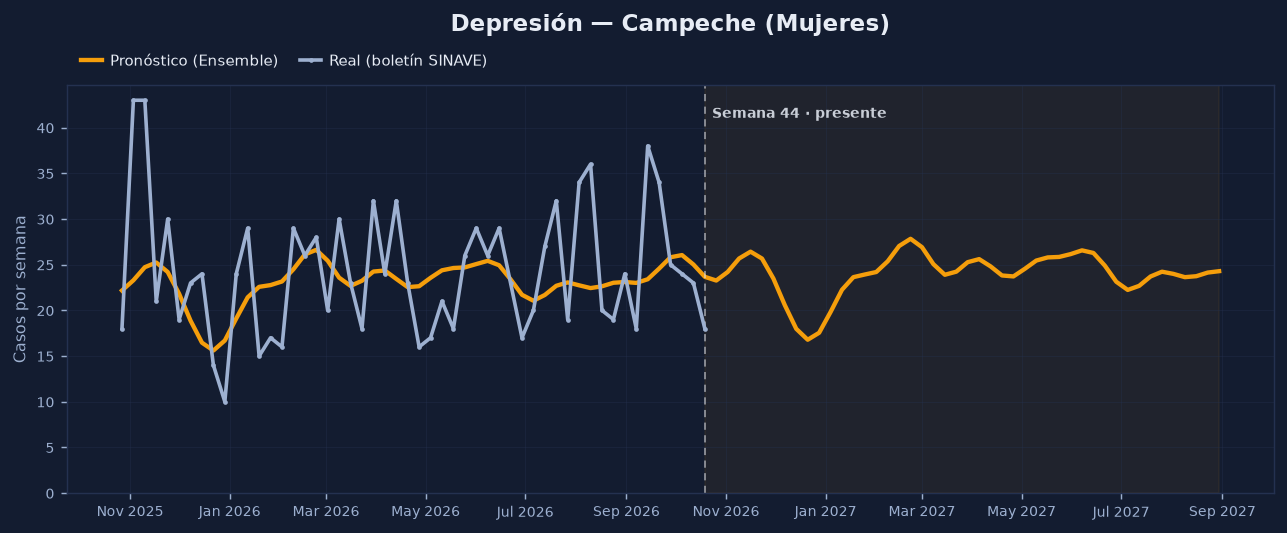 Depresión — Campeche (Mujeres)
Pronóstico (Ensemble)
Real (boletín SINAVE)
Semana 44 · presente
Casos por semana
40
35
30
25
20
15
10
5
0
Nov 2025
Jan 2026
Mar 2026
May 2026
Jul 2026
Sep 2026
Nov 2026
Jan 2027
Mar 2027
May 2027
Jul 2027
Sep 2027